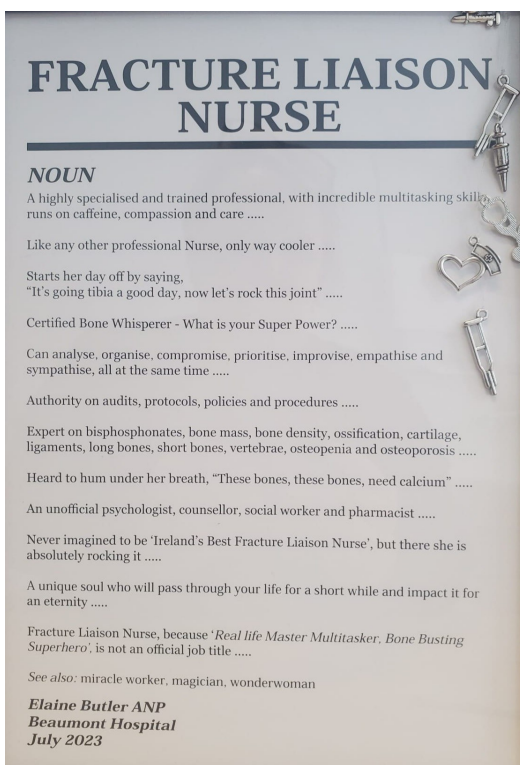 FRACTURE LIAISON
NURSE
NOUN
A highly specialised and trained professional, with incredible multitasking skills,
runs on caffeine, compassion and care .....
Like any other professional Nurse, only way cooler .....
Starts her day off by saying,
“It’s going tibia a good day, now let’s rock this joint” .....
Certified Bone Whisperer - What is your Super Power? .....
Can analyse, organise, compromise, prioritise, improvise, empathise and
sympathise, all at the same time .....
Authority on audits, protocols, policies and procedures .....
Expert on bisphosphonates, bone mass, bone density, ossification, cartilage,
ligaments, long bones, short bones, vertebrae, osteopenia and osteoporosis .....
Heard to hum under her breath, “These bones, these bones, need calcium” .....
An unofficial psychologist, counsellor, social worker and pharmacist .....
Never imagined to be ‘Ireland’s Best Fracture Liaison Nurse’, but there she is
absolutely rocking it .....
A unique soul who will pass through your life for a short while and impact it for
an eternity .....
Fracture Liaison Nurse, because ‘Real life Master Multitasker, Bone Busting
Superhero’, is not an official job title .....
See also: miracle worker, magician, wonderwoman
Elaine Butler ANP
Beaumont Hospital
July 2023